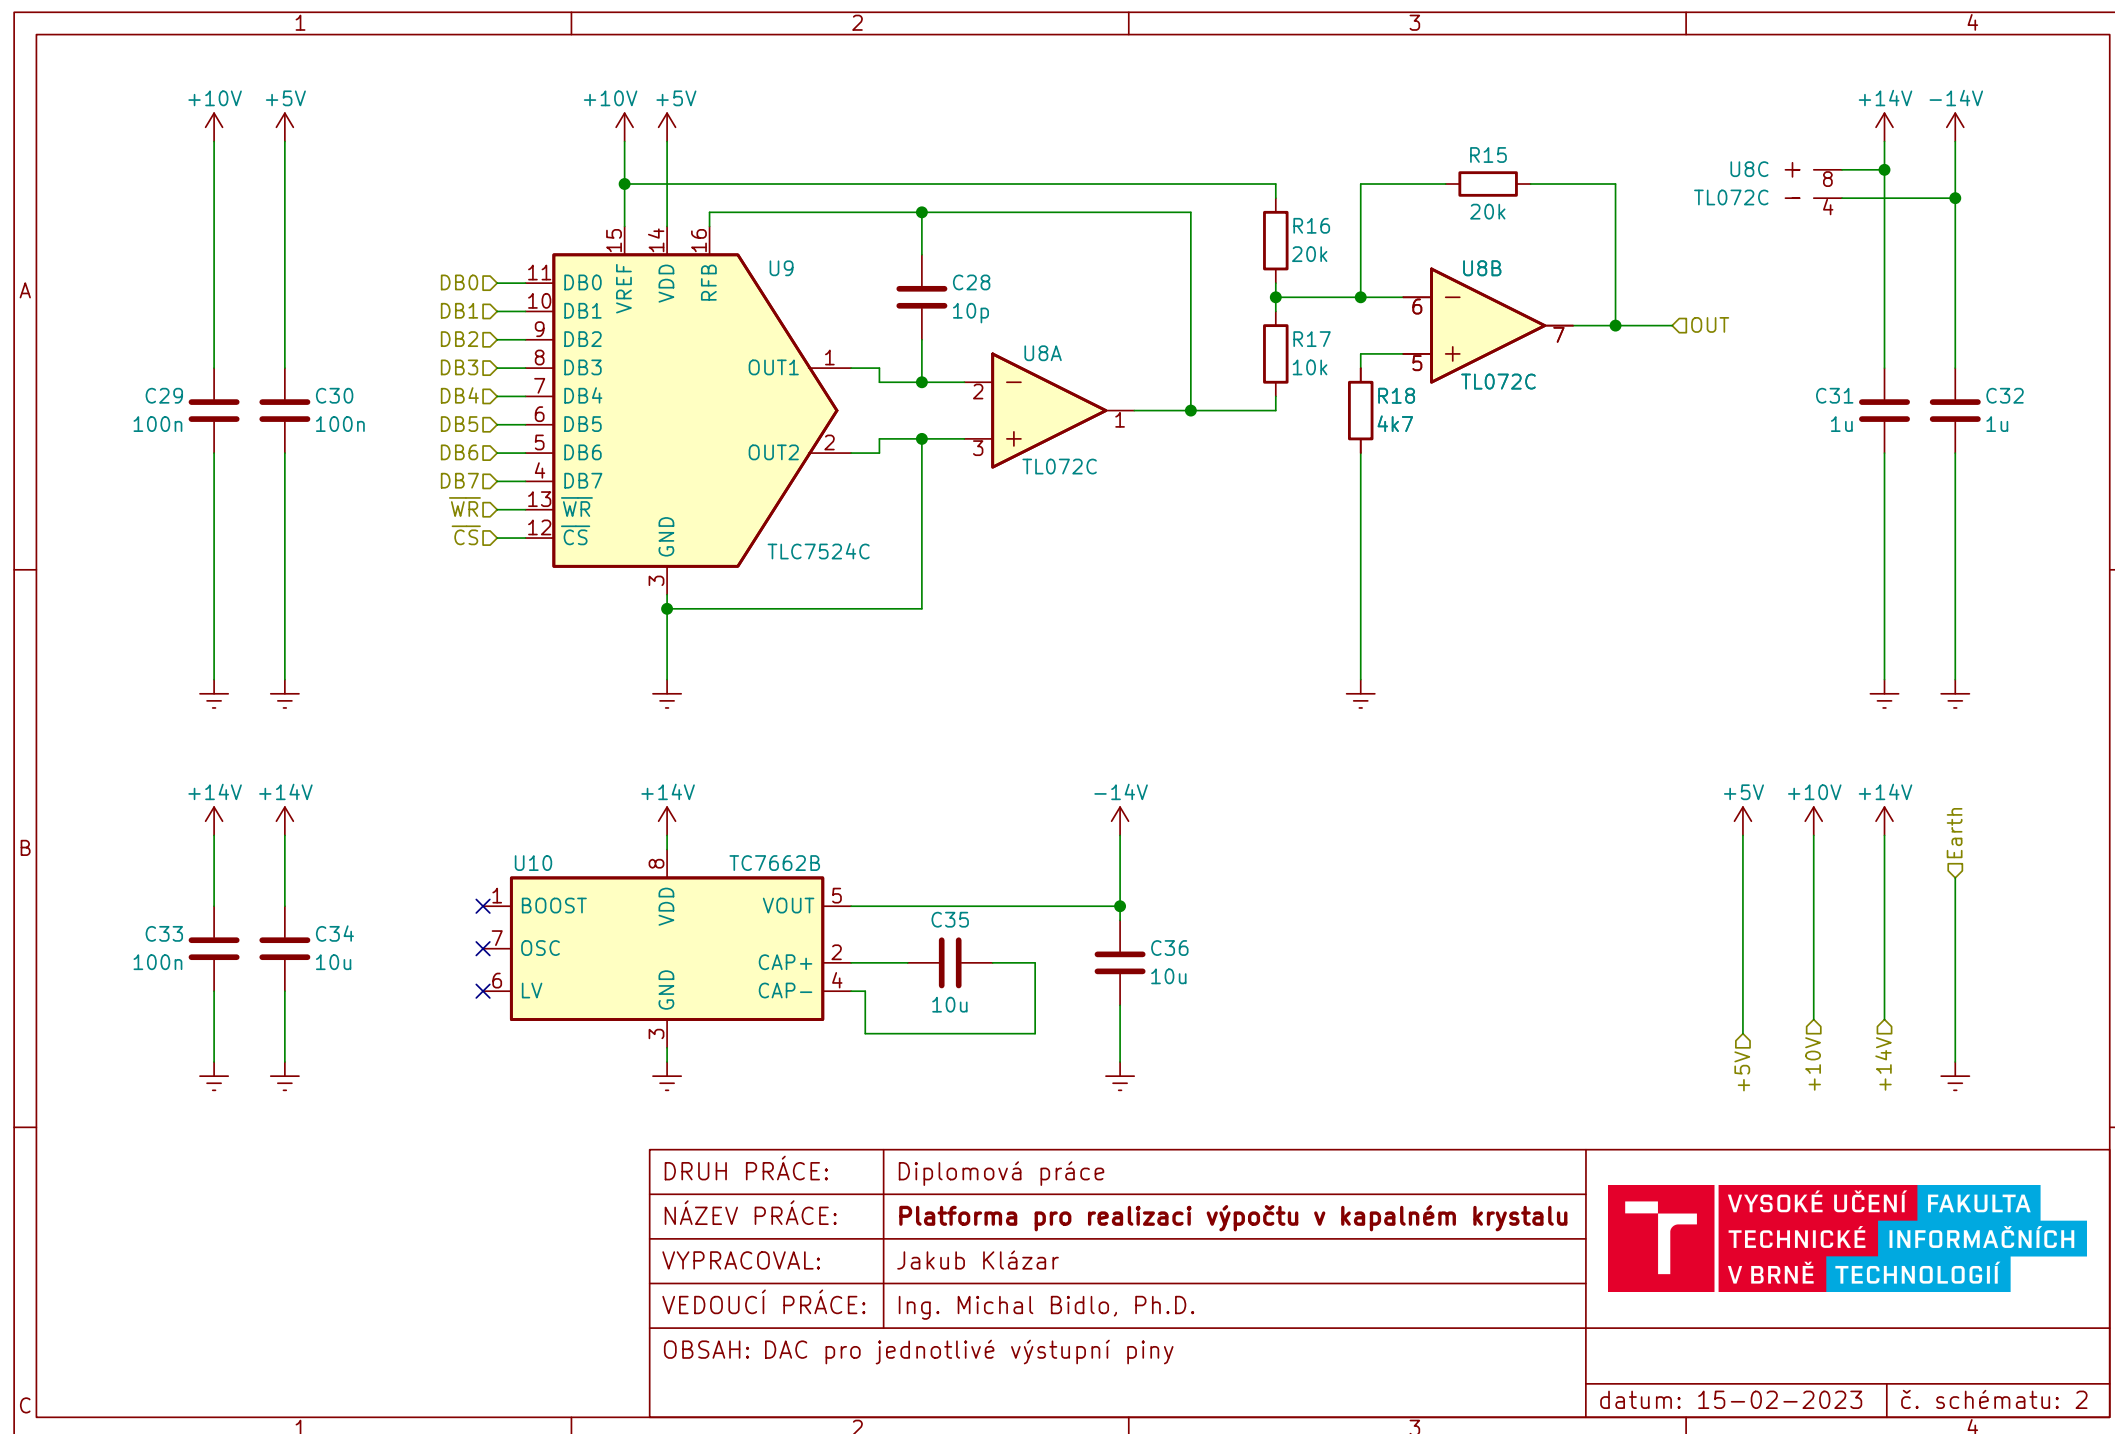 1 2 3 4
A
B
C
+10V +5V
C29
100n
C30
100n
+10V +5V
15 14 16
VREF VDD RFB
U9
DB0 11 DB0
DB1 10 DB1
DB2 9 DB2
DB3 8 DB3
DB4 7 DB4
DB5 6 DB5
DB6 5 DB6
DB7 4 DB7
WR 13 WR
CS 12 CS
OUT1 1
OUT2 2
GND
3
TLC7524C
C28
10p
U8A
2 −
3 +
1
TL072C
R16
20k
R17
10k
R15
20k
U8B
6 −
5 +
7
TL072C
R18
4k7
OUT
+14V −14V
U8C + 8
TL072C − 4
C31
1u
C32
1u
+14V +14V
C33
100n
C34
10u
+14V
U10 8 TC7662B
1 BOOST VDD VOUT 5
7 OSC CAP+ 2
6 LV GND CAP− 4
3
C35
10u
−14V
C36
10u
+5V +10V +14V
Earth
+5V +10V +14V
DRUH PRÁCE: Diplomová práce
NÁZEV PRÁCE: Platforma pro realizaci výpočtu v kapalném krystalu
VYPRACOVAL: Jakub Klázar
VEDOUCÍ PRÁCE: Ing. Michal Bidlo, Ph.D.
OBSAH: DAC pro jednotlivé výstupní piny
VYSOKÉ UČENÍ FAKULTA
TECHNICKÉ INFORMAČNÍCH
V BRNĚ TECHNOLOGIÍ
datum: 15-02-2023 č. schématu: 2
1 2 3 4